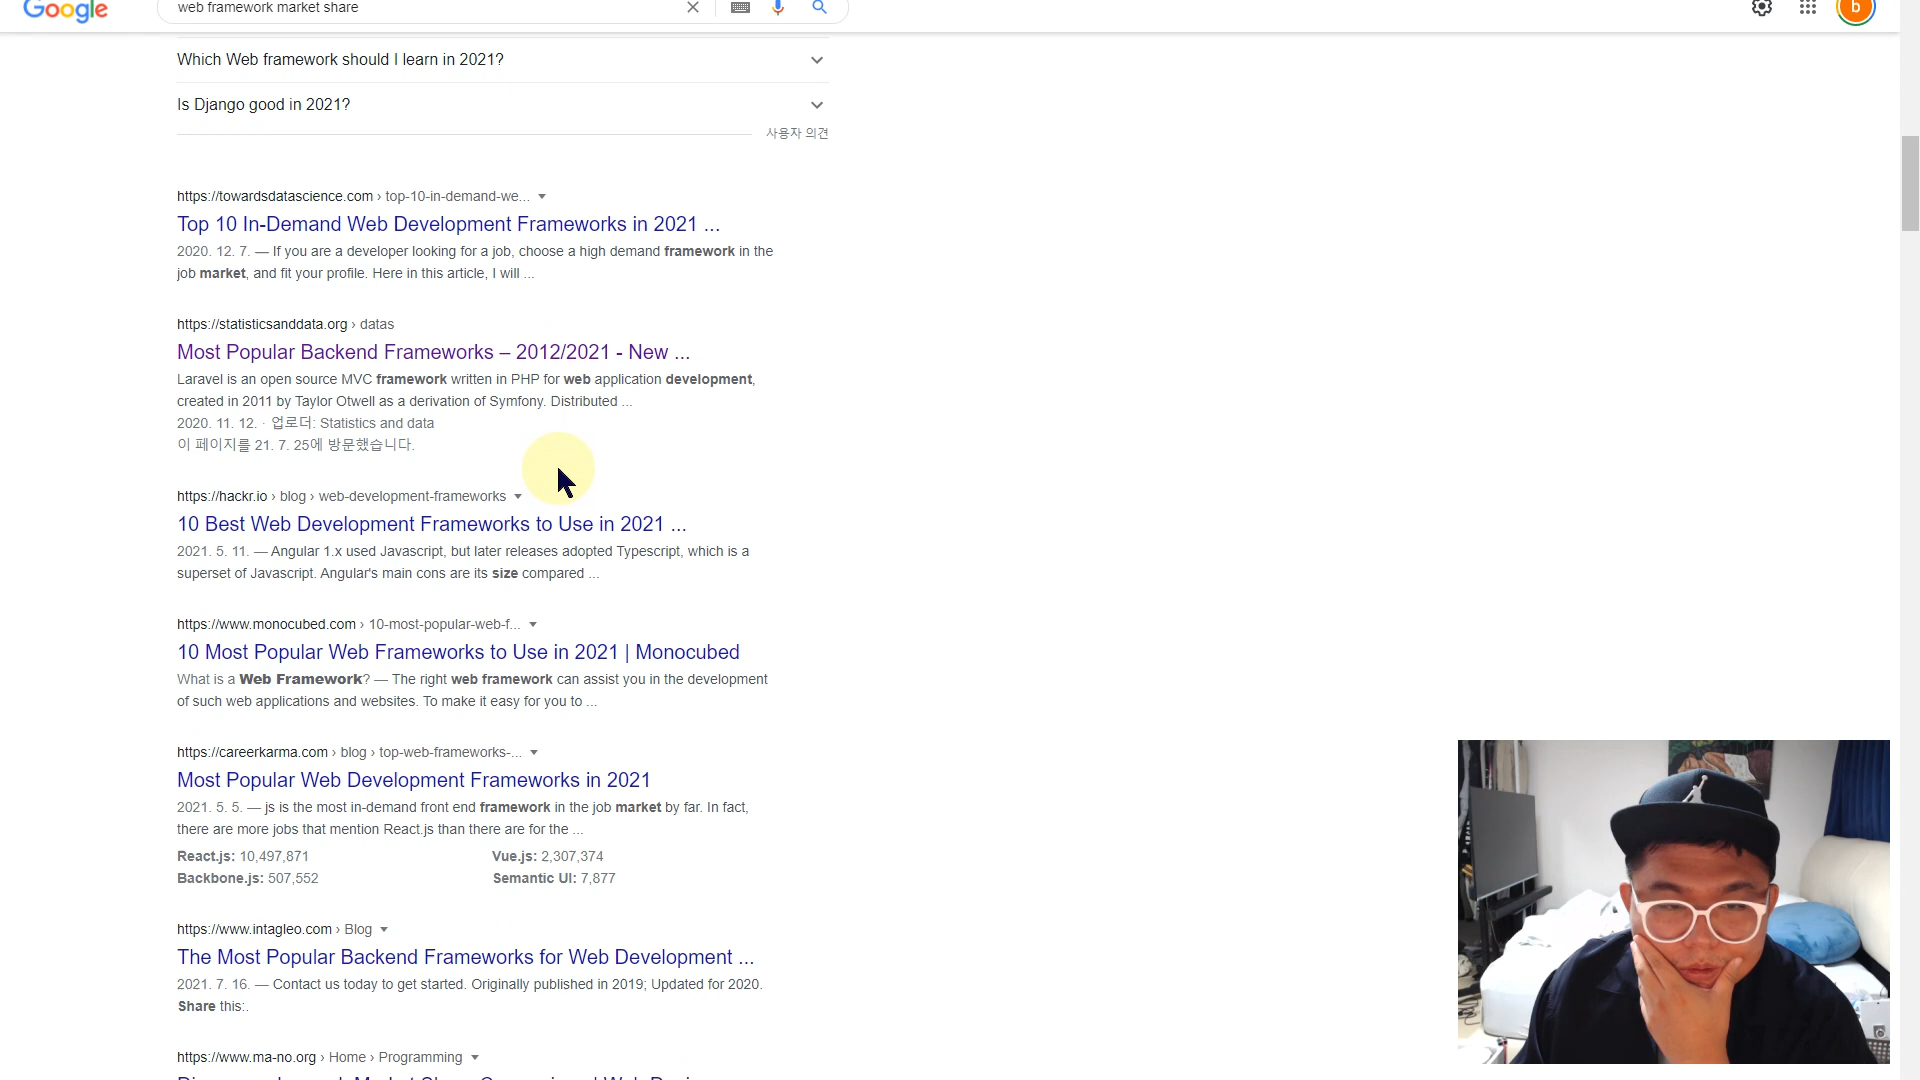 Google
web framework market share
b
Which Web framework should I learn in 2021?
Is Django good in 2021?
사용자 의견
https://towardsdatascience.com › top-10-in-demand-we...
Top 10 In-Demand Web Development Frameworks in 2021 ...
2020. 12. 7. — If you are a developer looking for a job, choose a high demand framework in the
job market, and fit your profile. Here in this article, I will ...
https://statisticsanddata.org › datas
Most Popular Backend Frameworks – 2012/2021 - New ...
Laravel is an open source MVC framework written in PHP for web application development,
created in 2011 by Taylor Otwell as a derivation of Symfony. Distributed ...
2020. 11. 12. · 업로더: Statistics and data
이 페이지를 21. 7. 25에 방문했습니다.
https://hackr.io › blog › web-development-frameworks
10 Best Web Development Frameworks to Use in 2021 ...
2021. 5. 11. — Angular 1.x used Javascript, but later releases adopted Typescript, which is a
superset of Javascript. Angular's main cons are its size compared ...
https://www.monocubed.com › 10-most-popular-web-f...
10 Most Popular Web Frameworks to Use in 2021 | Monocubed
What is a Web Framework? — The right web framework can assist you in the development
of such web applications and websites. To make it easy for you to ...
https://careerkarma.com › blog › top-web-frameworks-...
Most Popular Web Development Frameworks in 2021
2021. 5. 5. — js is the most in-demand front end framework in the job market by far. In fact,
there are more jobs that mention React.js than there are for the ...
React.js: 10,497,871 Vue.js: 2,307,374
Backbone.js: 507,552 Semantic UI: 7,877
https://www.intagleo.com › Blog
The Most Popular Backend Frameworks for Web Development ...
2021. 7. 16. — Contact us today to get started. Originally published in 2019; Updated for 2020.
Share this:.
https://www.ma-no.org › Home › Programming